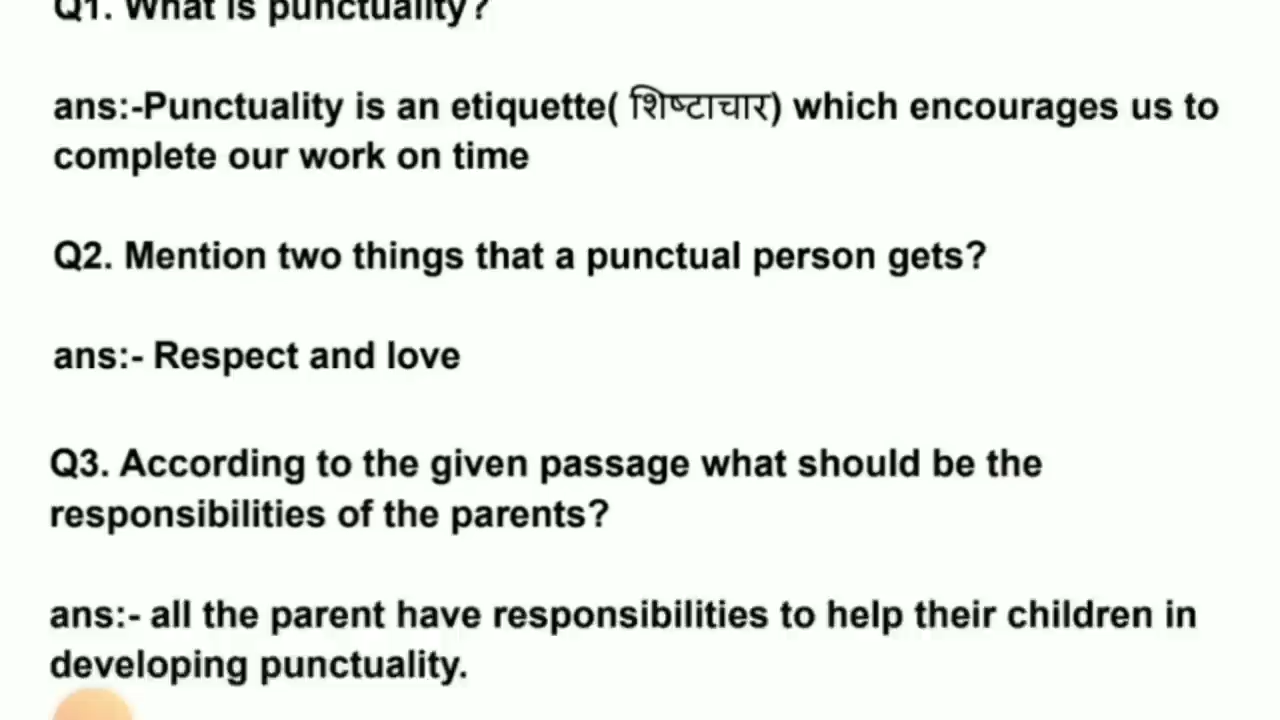 Q1. What is punctuality?
ans:-Punctuality is an etiquette( शिष्टाचार) which encourages us to
complete our work on time
Q2. Mention two things that a punctual person gets?
ans:- Respect and love
Q3. According to the given passage what should be the
responsibilities of the parents?
ans:- all the parent have responsibilities to help their children in
developing punctuality.